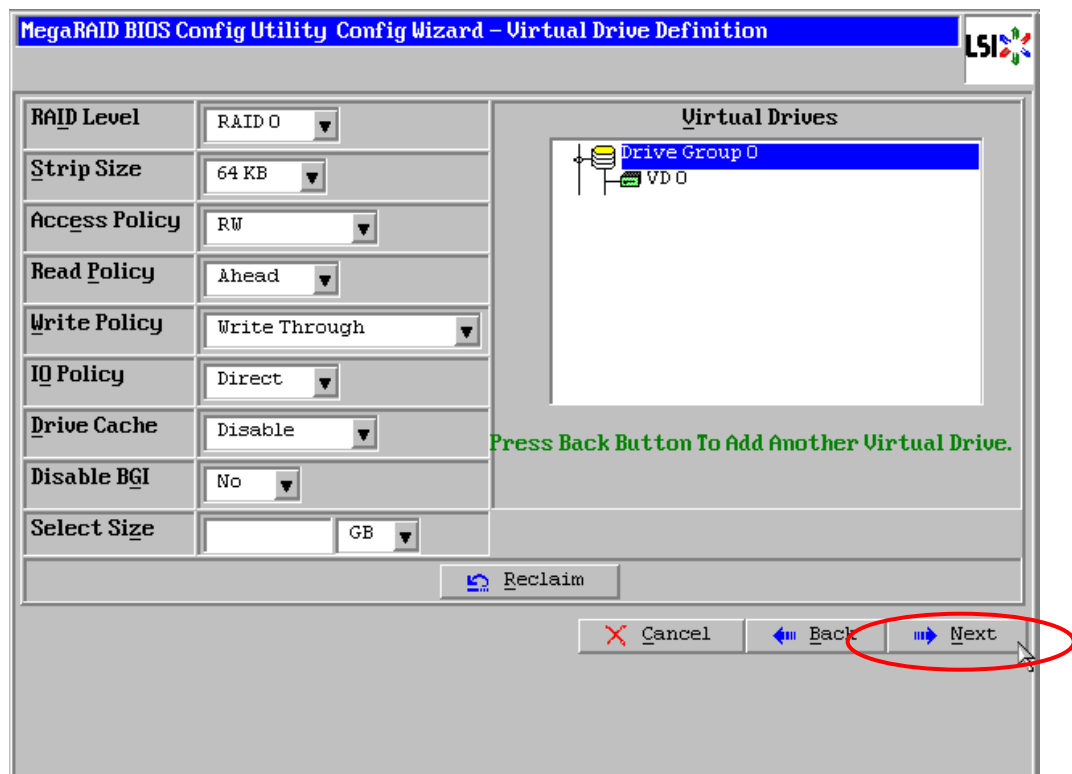 MegaRAID BIOS Config Utility Config Wizard – Virtual Drive Definition
LSI
RAID Level
RAID 0
Strip Size
64 KB
Access Policy
RW
Read Policy
Ahead
Write Policy
Write Through
IO Policy
Direct
Drive Cache
Disable
Disable BGI
No
Select Size
GB
Virtual Drives
Drive Group 0
VD 0
Press Back Button To Add Another Virtual Drive.
Reclaim
Cancel
Back
Next